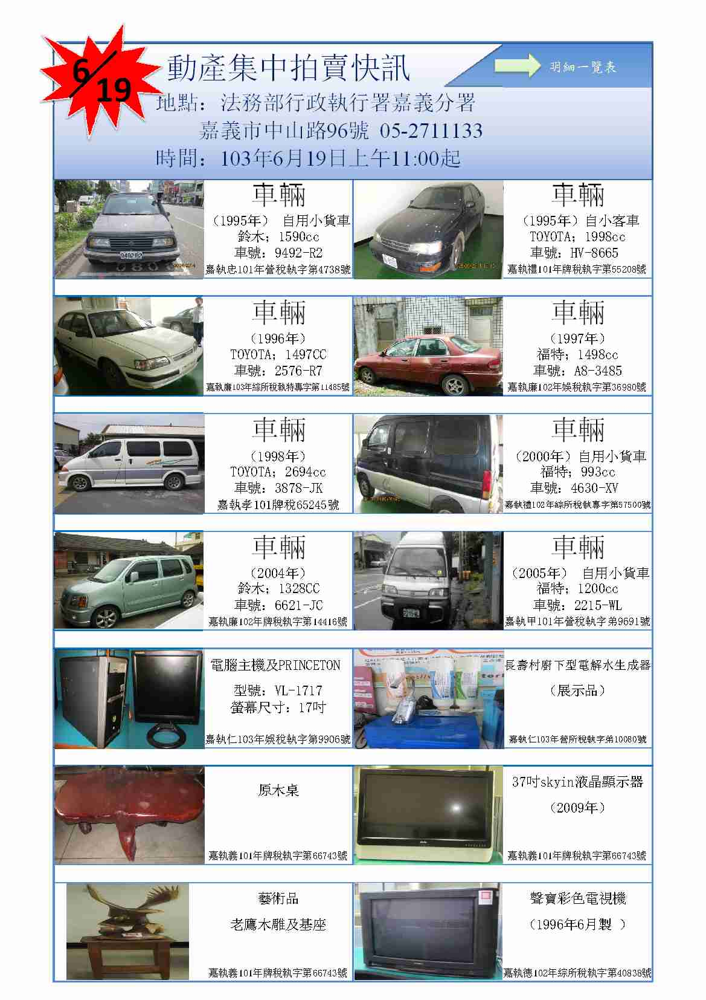 6/19
動產集中拍賣快訊
明細一覽表
地點：法務部行政執行署嘉義分署
嘉義市中山路96號 05-2711133
時間：103年6月19日上午11:00起
車輛
（1995年） 自用小貨車
鈴木；1590cc
車號：9492-R2
嘉執忠101年營稅執字第4738號
車輛
（1995年）自小客車
TOYOTA；1998cc
車號：HV-8665
嘉執禮101年牌稅執字第55208號
車輛
（1996年）
TOYOTA；1497CC
車號：2576-R7
嘉執廉103年綜所稅執特專字第11485號
車輛
（1997年）
福特；1498cc
車號：A8-3485
嘉執廉102年娛稅執字第36980號
車輛
（1998年）
TOYOTA；2694cc
車號：3878-JK
嘉執孝101牌稅65245號
車輛
（2000年）自用小貨車
福特；993cc
車號：4630-XV
嘉執禮102年綜所稅執專字第57500號
車輛
（2004年）
鈴木；1328CC
車號：6621-JC
嘉執廉102年牌稅執字第14416號
車輛
（2005年） 自用小貨車
福特；1200cc
車號：2215-WL
嘉執甲101年營稅執字弟9691號
電腦主機及PRINCETON
型號：VL-1717
螢幕尺寸：17吋
嘉執仁103年娛稅執字第9906號
長壽村廚下型電解水生成器
（展示品）
嘉執仁103年營所稅執字弟10080號
原木桌
嘉執義101年牌稅執字第66743號
37吋skyin液晶顯示器
（2009年）
嘉執義101年牌稅執字第66743號
藝術品
老鷹木雕及基座
嘉執義101年牌稅執字第66743號
聲寶彩色電視機
（1996年6月製 ）
嘉執德102年綜所稅執字第40838號